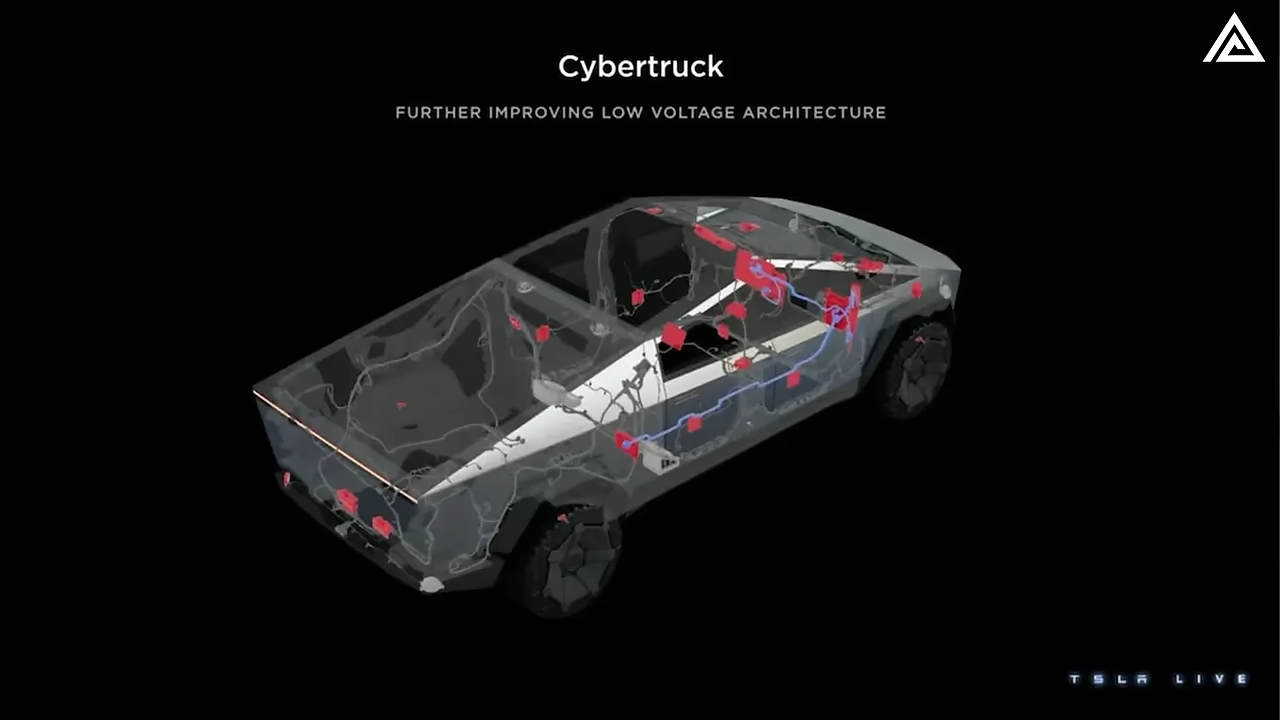 Cybertruck
FURTHER IMPROVING LOW VOLTAGE ARCHITECTURE
TSLA LIVE